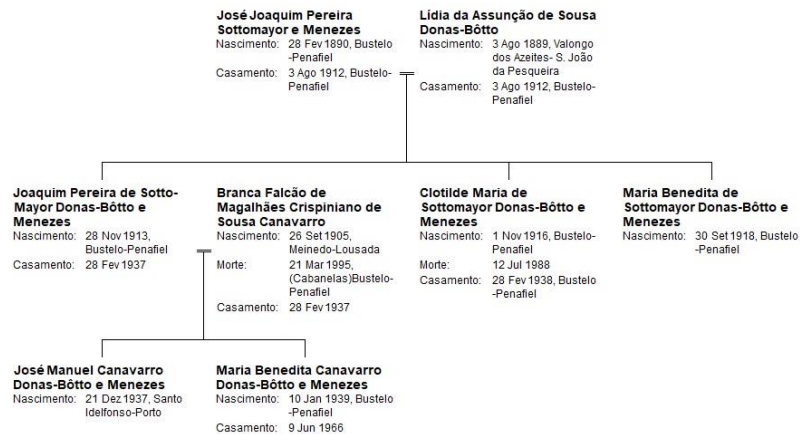 José Joaquim Pereira
Sottomayor e Menezes
Nascimento: 28 Fev 1890, Bustelo
-Penafiel
Casamento: 3 Ago 1912, Bustelo-
Penafiel
Lídia da Assunção de Sousa
Donas-Bôtto
Nascimento: 3 Ago 1889, Valongo
dos Azeites- S. João
da Pesqueira
Casamento: 3 Ago 1912, Bustelo-
Penafiel
Joaquim Pereira de Sotto-
Mayor Donas-Bôtto e
Menezes
Nascimento: 28 Nov 1913,
Bustelo-Penafiel
Casamento: 28 Fev 1937
Branca Falcão de
Magalhães Crispiniano de
Sousa Canavarro
Nascimento: 26 Set 1905,
Meinedo-Lousada
Morte: 21 Mar 1995,
(Cabanelas)Bustelo-
Penafiel
Casamento: 28 Fev 1937
Clotilde Maria de
Sottomayor Donas-Bôtto e
Menezes
Nascimento: 1 Nov 1916, Bustelo-
Penafiel
Morte: 12 Jul 1988
Casamento: 28 Fev 1938, Bustelo-
Penafiel
Maria Benedita de
Sottomayor Donas-Bôtto e
Menezes
Nascimento: 30 Set 1918, Bustelo
-Penafiel
José Manuel Canavarro
Donas-Bôtto e Menezes
Nascimento: 21 Dez 1937, Santo
Idelfonso-Porto
Maria Benedita Canavarro
Donas-Bôtto e Menezes
Nascimento: 10 Jan 1939, Bustelo
-Penafiel
Casamento: 9 Jun 1966